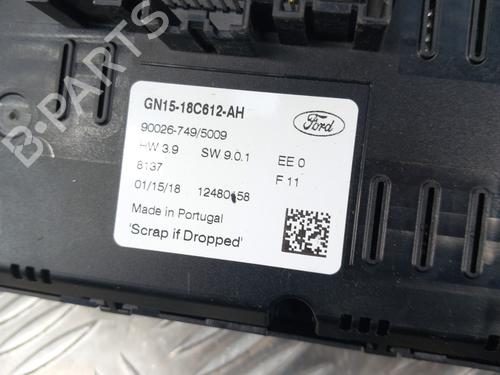 GN15-18C612-AH
Ford
90026-749/5009
HW 3.9 SW 9.0.1 EE 0
8137 F 11
01/15/18 12480458
Made in Portugal
'Scrap if Dropped'
B-PARTS